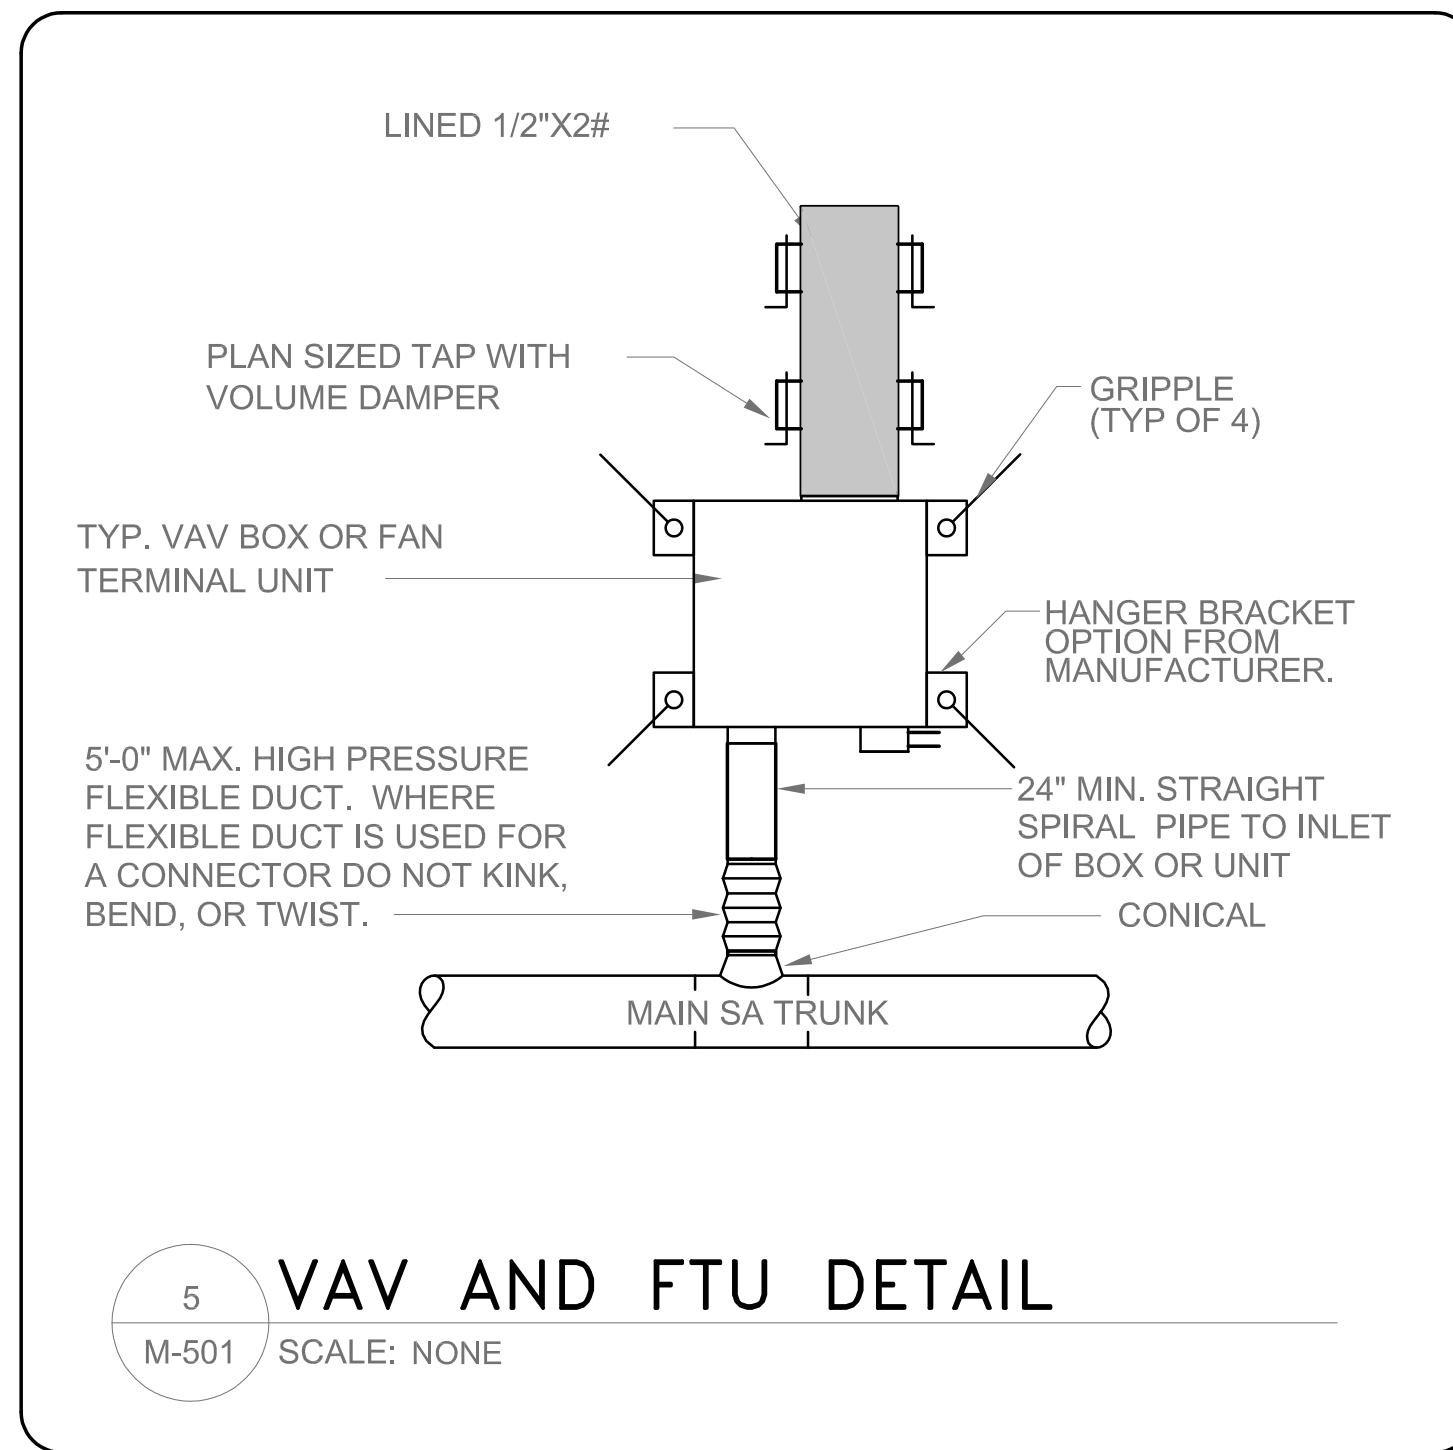 LINED 1/2"X2#
PLAN SIZED TAP WITH
VOLUME DAMPER
GRIPPLE
(TYP OF 4)
TYP. VAV BOX OR FAN
TERMINAL UNIT
HANGER BRACKET
OPTION FROM
MANUFACTURER.
5'-0" MAX. HIGH PRESSURE
FLEXIBLE DUCT.  WHERE
FLEXIBLE DUCT IS USED FOR
A CONNECTOR DO NOT KINK,
BEND, OR TWIST.
24" MIN. STRAIGHT
SPIRAL  PIPE TO INLET
OF BOX OR UNIT
CONICAL
MAIN SA TRUNK
5
M-501
VAV AND FTU DETAIL
SCALE: NONE